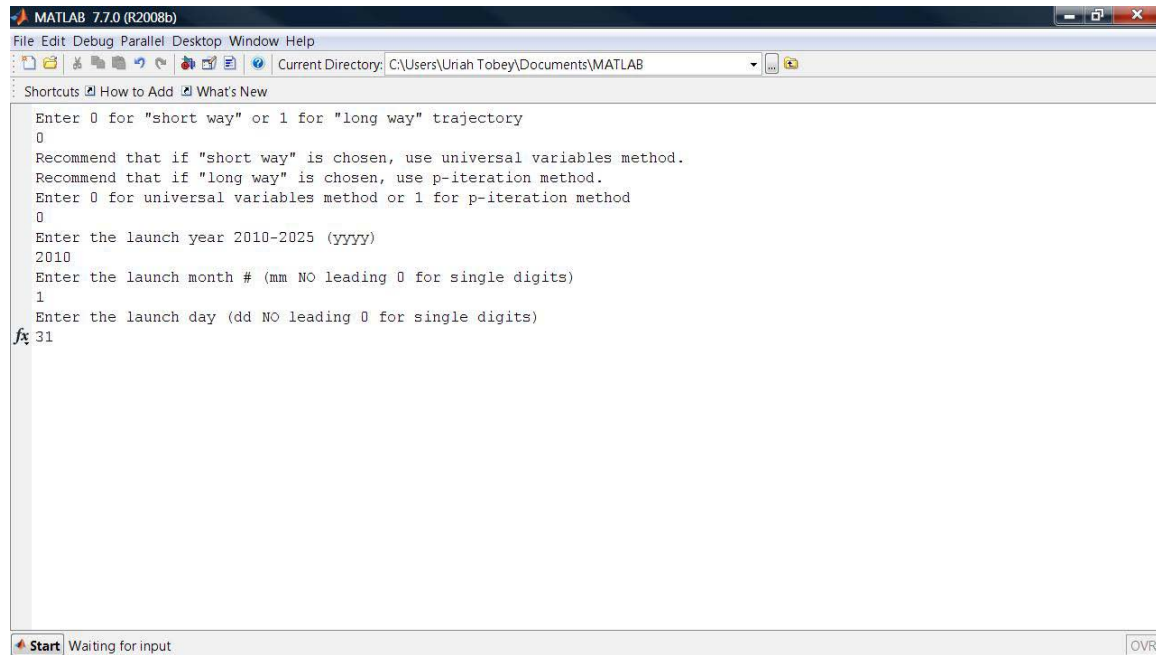 MATLAB 7.7.0 (R2008b)
File Edit Debug Parallel Desktop Window Help
Current Directory: C:\Users\Uriah Tobey\Documents\MATLAB
Shortcuts How to Add What's New
Enter 0 for "short way" or 1 for "long way" trajectory
0
Recommend that if "short way" is chosen, use universal variables method.
Recommend that if "long way" is chosen, use p-iteration method.
Enter 0 for universal variables method or 1 for p-iteration method
0
Enter the launch year 2010-2025 (yyyy)
2010
Enter the launch month # (mm NO leading 0 for single digits)
1
Enter the launch day (dd NO leading 0 for single digits)
fx 31
Start Waiting for input
OVR